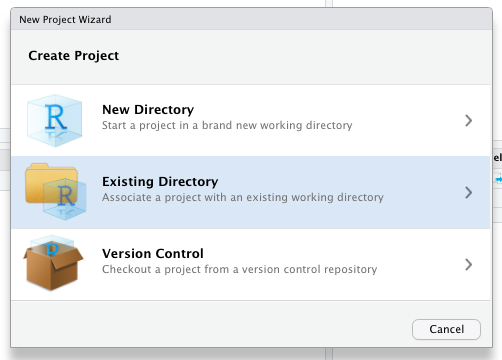 New Project Wizard
Create Project
R
New Directory
Start a project in a brand new working directory
R
Existing Directory
Associate a project with an existing working directory
R
Version Control
Checkout a project from a version control repository
Cancel